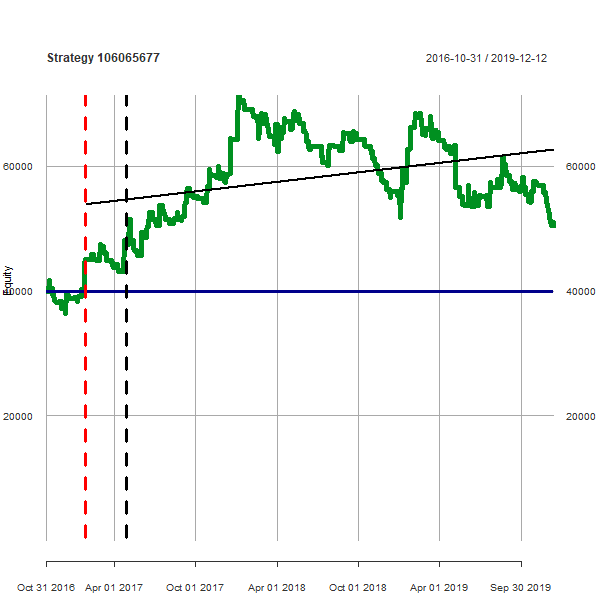 Strategy 106065677
2016-10-31 / 2019-12-12
60000
60000
Equity
40000
40000
20000
20000
Oct 31 2016
Apr 01 2017
Oct 01 2017
Apr 01 2018
Oct 01 2018
Apr 01 2019
Sep 30 2019